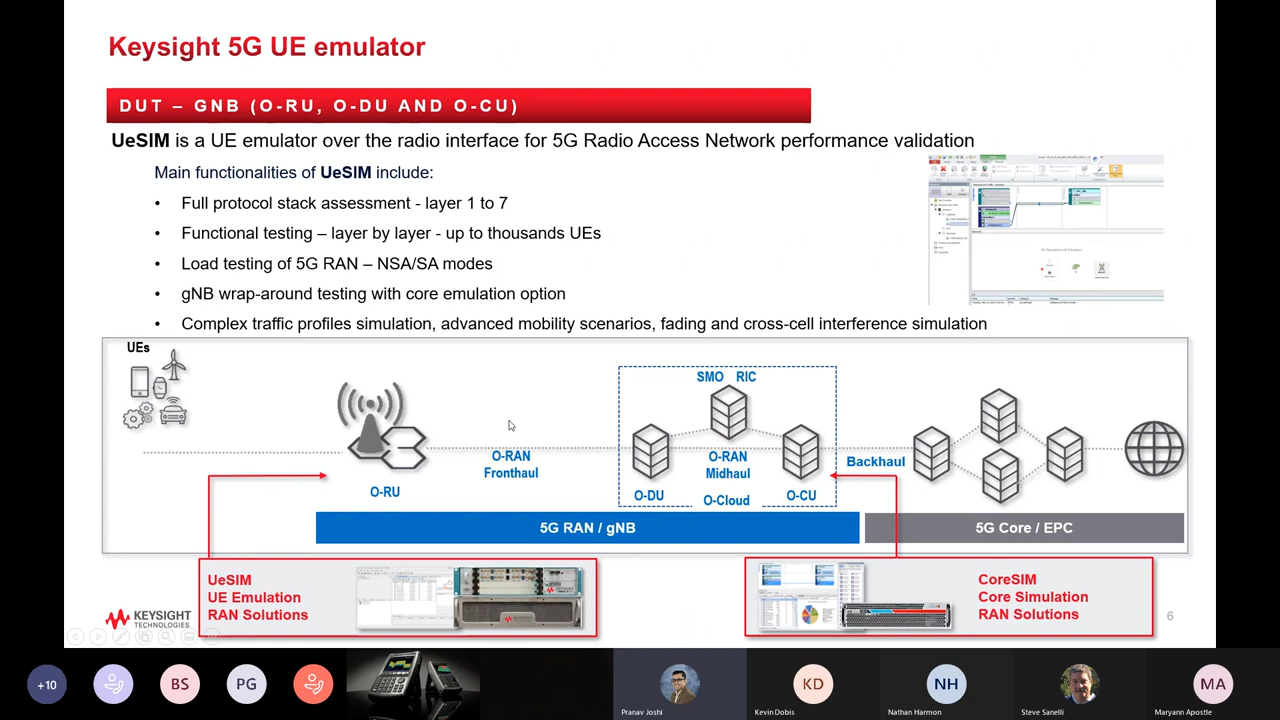 Keysight 5G UE emulator
DUT – GNB (O-RU, O-DU AND O-CU)
UeSIM is a UE emulator over the radio interface for 5G Radio Access Network performance validation
Main functionalities of UeSIM include:
• Full protocol stack assessment - layer 1 to 7
• Functional testing – layer by layer - up to thousands UEs
• Load testing of 5G RAN – NSA/SA modes
• gNB wrap-around testing with core emulation option
• Complex traffic profiles simulation, advanced mobility scenarios, fading and cross-cell interference simulation
UEs
SMO RIC
O-RAN
Fronthaul
O-RAN
Midhaul
Backhaul
O-RU
O-DU
O-Cloud
O-CU
5G RAN / gNB
5G Core / EPC
UeSIM
UE Emulation
RAN Solutions
CoreSIM
Core Simulation
RAN Solutions
KEYSIGHT
TECHNOLOGIES
6
+10
BS
PG
Pranav Joshi
KD
Kevin Dobis
NH
Nathan Harmon
Steve Sanelli
MA
Maryann Apostle